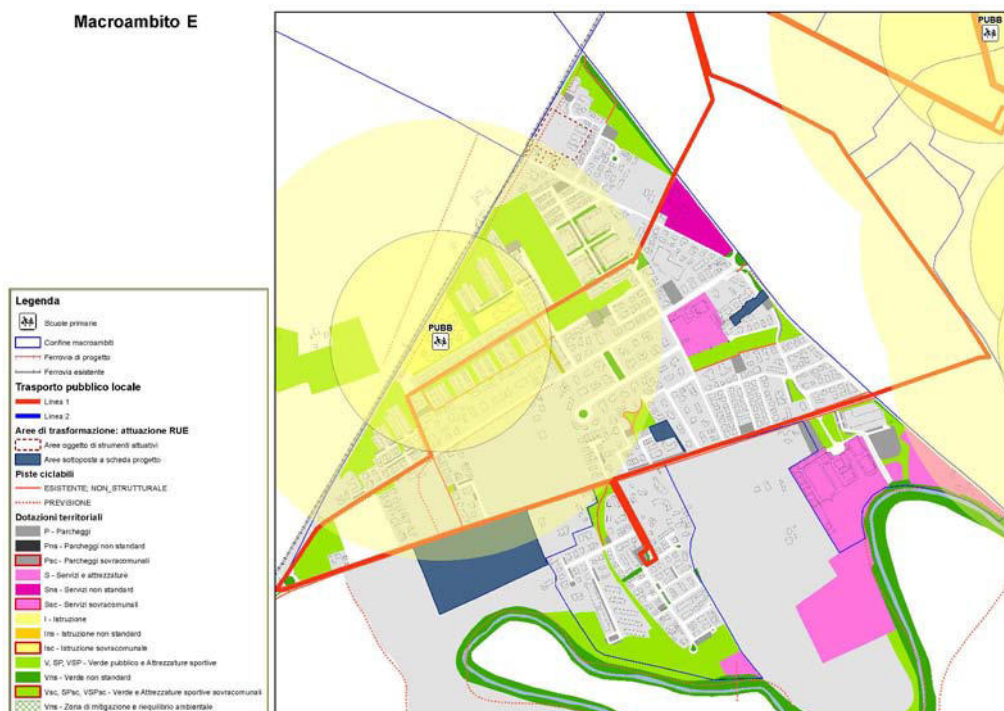 Macroambito E
PUBB
PUBB
Legenda
Scuole primarie
Confine macroambiti
Ferrovia di progetto
Ferrovia esistente
Trasporto pubblico locale
Linea 1
Linea 2
Aree di trasformazione: attuazione RUE
Aree oggetto di strumenti attuativi
Aree sottoposte a scheda progetto
Piste ciclabili
ESISTENTE; NON_STRUTTURALE
PREVISIONE
Dotazioni territoriali
P - Parcheggi
Pns - Parcheggi non standard
Psc - Parcheggi sovracomunali
S - Servizi e attrezzature
Sns - Servizi non standard
Ssc - Servizi sovracomunali
I - Istruzione
Ins - Istruzione non standard
Isc - Istruzione sovracomunale
V, SP, VSP - Verde pubblico e Attrezzature sportive
Vns - Verde non standard
Vsc, SPsc, VSPsc - Verde e Attrezzature sportive sovracomunali
Vns - Zona di mitigazione e riequilibrio ambientale